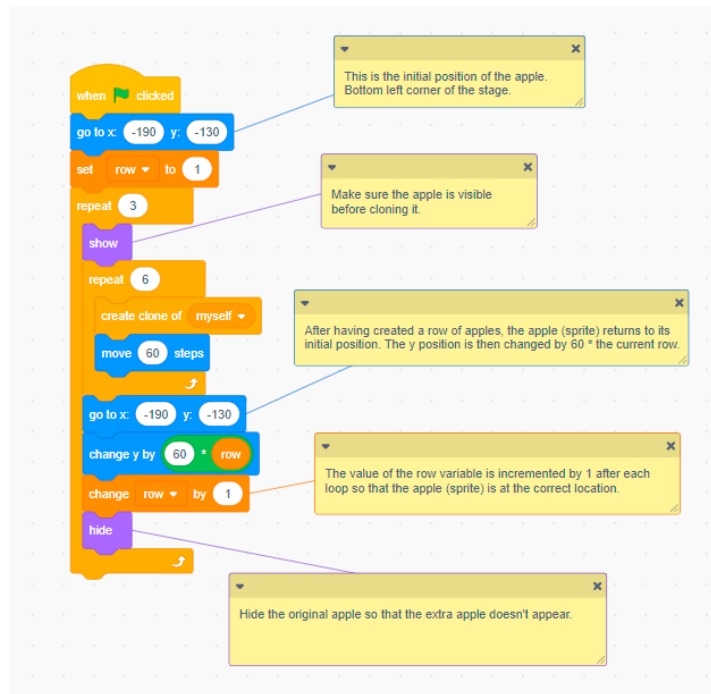 This is the initial position of the apple.
Bottom left corner of the stage.
when clicked
go to x: -190 y: -130
set row to 1
repeat 3
Make sure the apple is visible
before cloning it.
show
repeat 6
create clone of myself
move 60 steps
After having created a row of apples, the apple (sprite) returns to its
initial position. The y position is then changed by 60 * the current row.
go to x: -190 y: -130
change y by 60 * row
change row by 1
The value of the row variable is incremented by 1 after each
loop so that the apple (sprite) is at the correct location.
hide
Hide the original apple so that the extra apple doesn't appear.